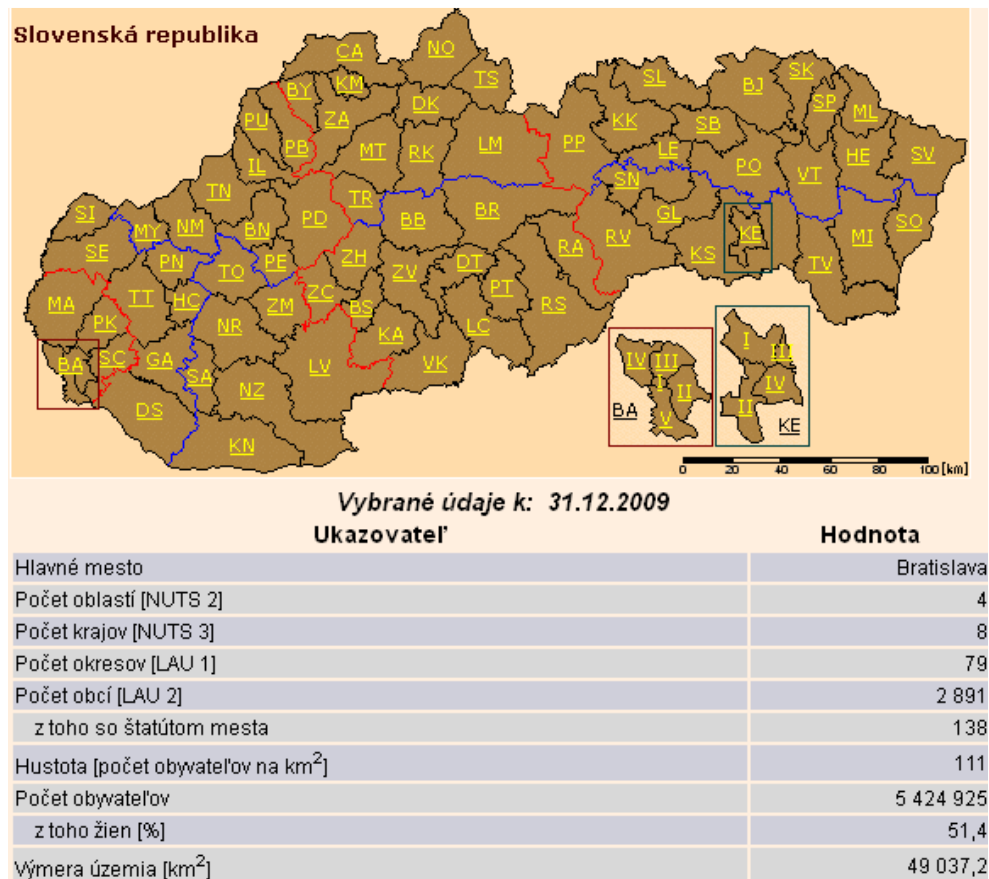 Slovenská republika
CA NO
BY KM TS SL SK
PU ZA DK BJ SP ML
PB MT RK LM PP KK SB
IL LE PO VT HE SV
TN TR SN
SI MY NM BN PD BB BR GL KE SO
SE PN TO PE ZH ZV DT RA RV KS TV MI
MA TT HC ZM ZC BS PT RS
PK NR KA LC
BA SC GA SA NZ LV VK
DS
KN
IV III I II V
BA
I III IV II
KE
0 20 40 60 80 100 [km]
Vybrané údaje k: 31.12.2009
Ukazovateľ Hodnota
Hlavné mesto Bratislava
Počet oblastí [NUTS 2] 4
Počet krajov [NUTS 3] 8
Počet okresov [LAU 1] 79
Počet obcí [LAU 2] 2 891
z toho so štatútom mesta 138
Hustota [počet obyvateľov na km2] 111
Počet obyvateľov 5 424 925
z toho žien [%] 51,4
Výmera územia [km2] 49 037,2